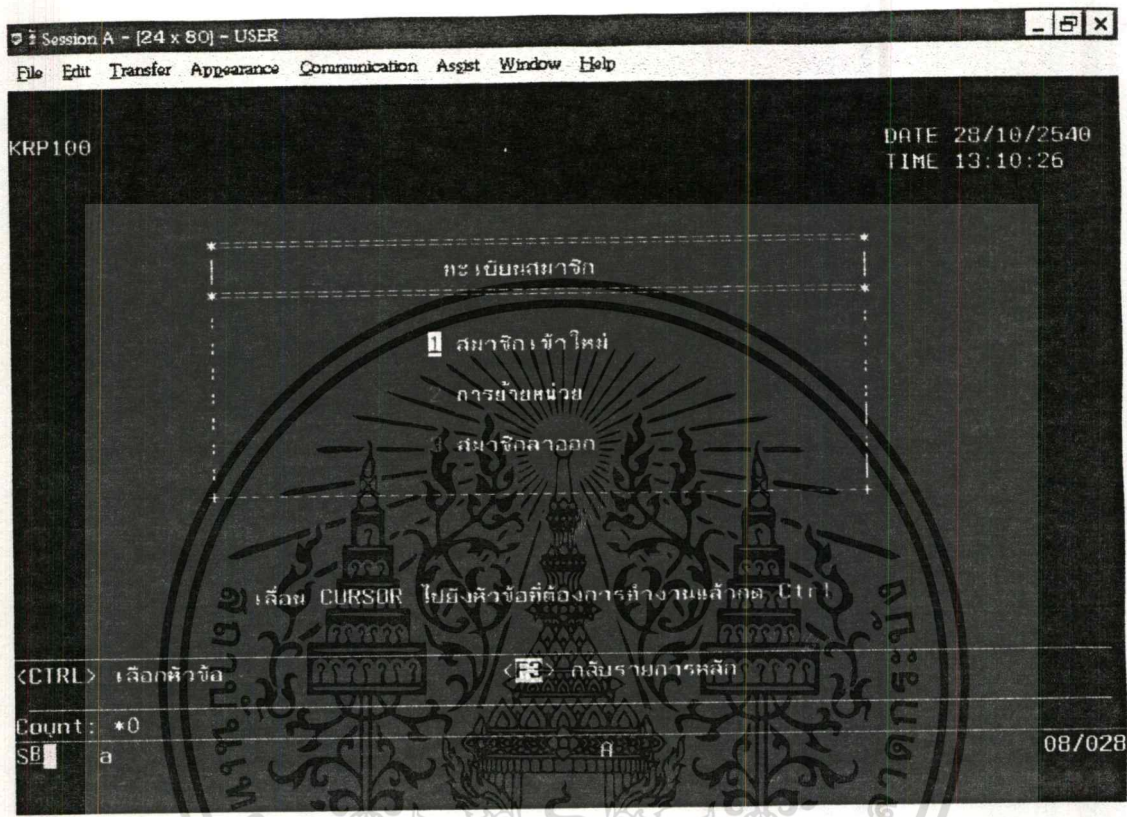 Session A - [24 x 80] - USER
File Edit Transfer Appearance Communication Assist Window Help
KRP100 DATE 28/10/2540
TIME 13:10:26
ทะเบียนสมาชิก
1 สมาชิกเข้าใหม่
2 การย้ายหน่วย
3 สมาชิกลาออก
เลื่อน CURSOR ไปยังหัวข้อที่ต้องการทำงานแล้วกด Ctrl
<CTRL> เลือกหัวข้อ <F3> กลับรายการหลัก
Count: *0
SB a A 08/028